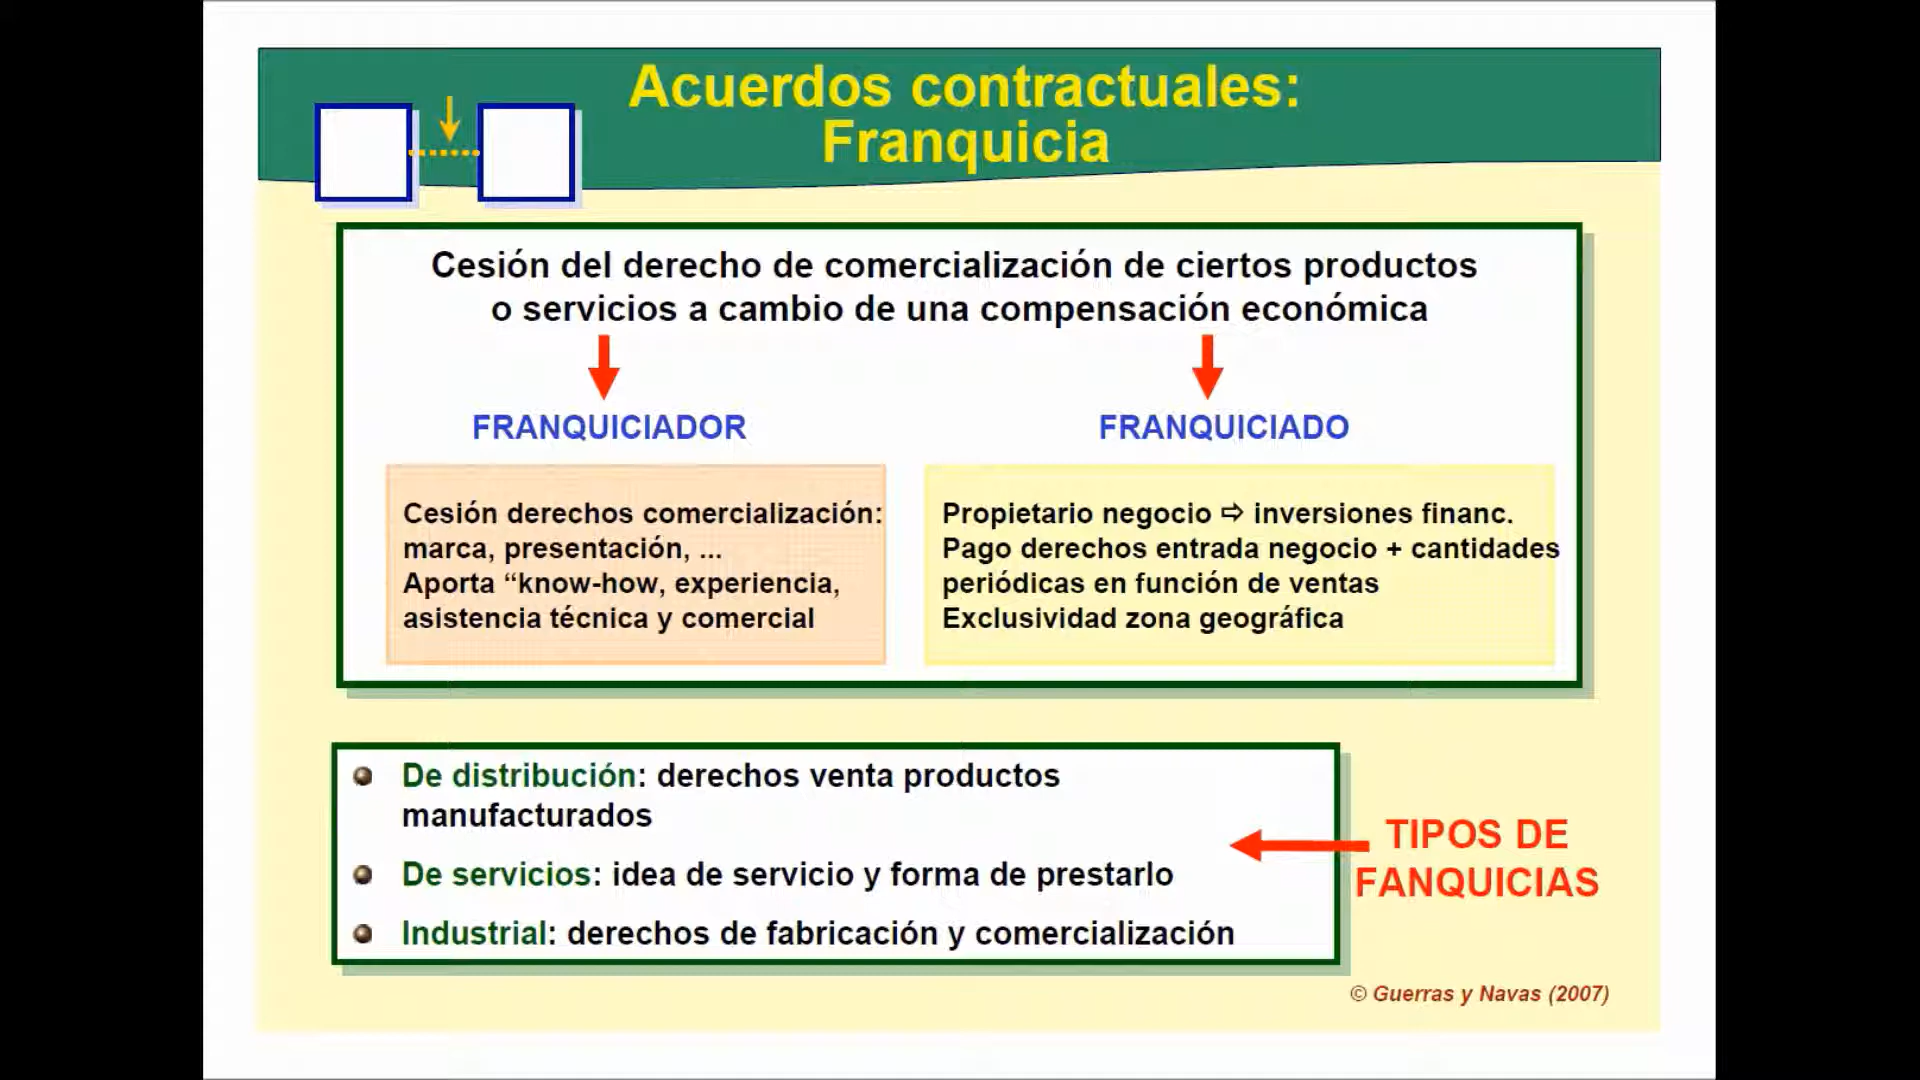 Acuerdos contractuales:
Franquicia
Cesión del derecho de comercialización de ciertos productos
o servicios a cambio de una compensación económica
FRANQUICIADOR
Cesión derechos comercialización:
marca, presentación, ...
Aporta “know-how, experiencia,
asistencia técnica y comercial
FRANQUICIADO
Propietario negocio ⇨ inversiones financ.
Pago derechos entrada negocio + cantidades
periódicas en función de ventas
Exclusividad zona geográfica
De distribución: derechos venta productos
manufacturados
De servicios: idea de servicio y forma de prestarlo
Industrial: derechos de fabricación y comercialización
TIPOS DE
FANQUICIAS
© Guerras y Navas (2007)